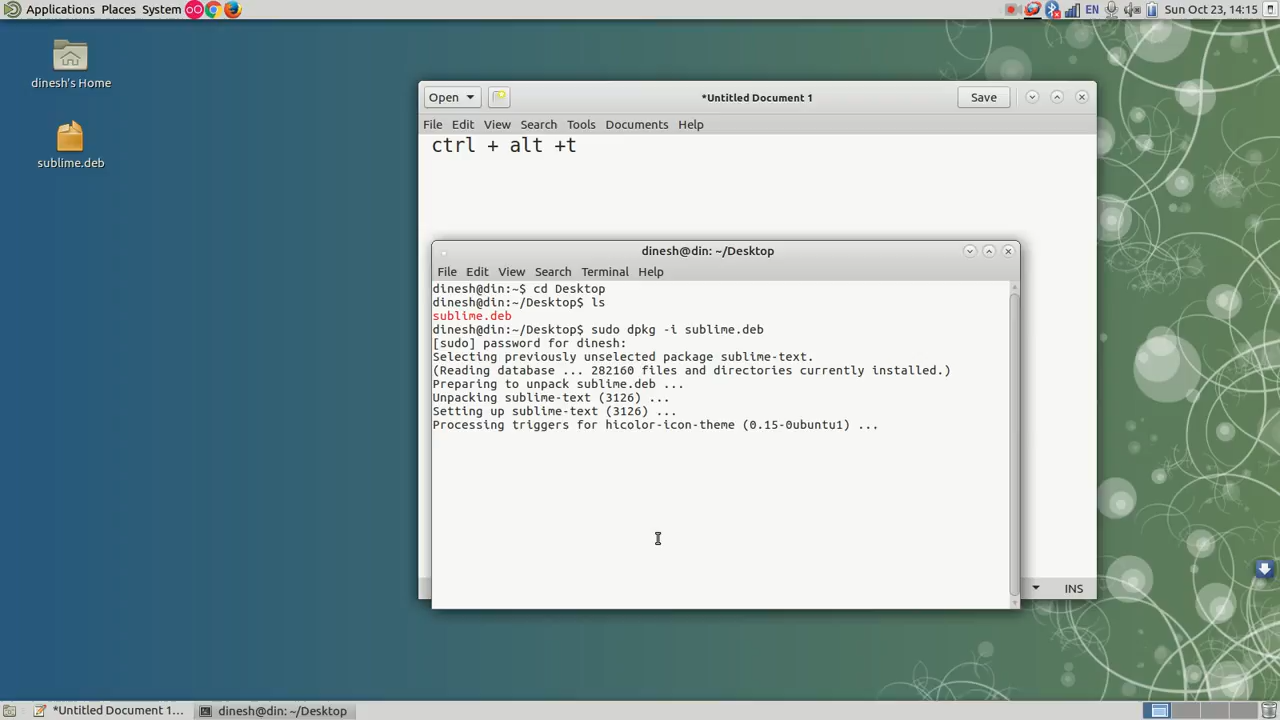 Applications Places System
EN Sun Oct 23, 14:15
dinesh's Home
sublime.deb
Open *Untitled Document 1 Save
File Edit View Search Tools Documents Help
ctrl + alt +t
dinesh@din: ~/Desktop
File Edit View Search Terminal Help
dinesh@din:~$ cd Desktop
dinesh@din:~/Desktop$ ls
sublime.deb
dinesh@din:~/Desktop$ sudo dpkg -i sublime.deb
[sudo] password for dinesh:
Selecting previously unselected package sublime-text.
(Reading database ... 282160 files and directories currently installed.)
Preparing to unpack sublime.deb ...
Unpacking sublime-text (3126) ...
Setting up sublime-text (3126) ...
Processing triggers for hicolor-icon-theme (0.15-0ubuntu1) ...
INS
*Untitled Document 1... dinesh@din: ~/Desktop